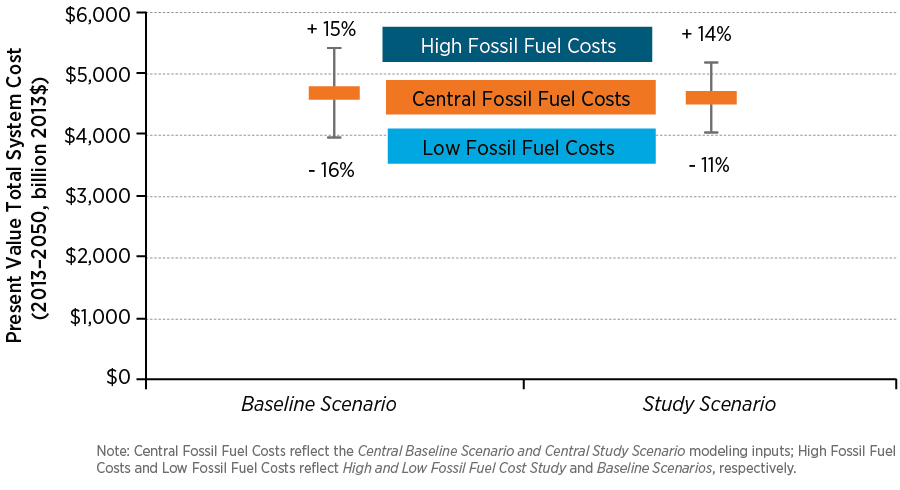 Present Value Total System Cost
(2013–2050, billion 2013$)
$6,000
$5,000
$4,000
$3,000
$2,000
$1,000
$0
+ 15%
- 16%
High Fossil Fuel Costs
Central Fossil Fuel Costs
Low Fossil Fuel Costs
+ 14%
- 11%
Baseline Scenario
Study Scenario
Note: Central Fossil Fuel Costs reflect the Central Baseline Scenario and Central Study Scenario modeling inputs; High Fossil Fuel
Costs and Low Fossil Fuel Costs reflect High and Low Fossil Fuel Cost Study and Baseline Scenarios, respectively.